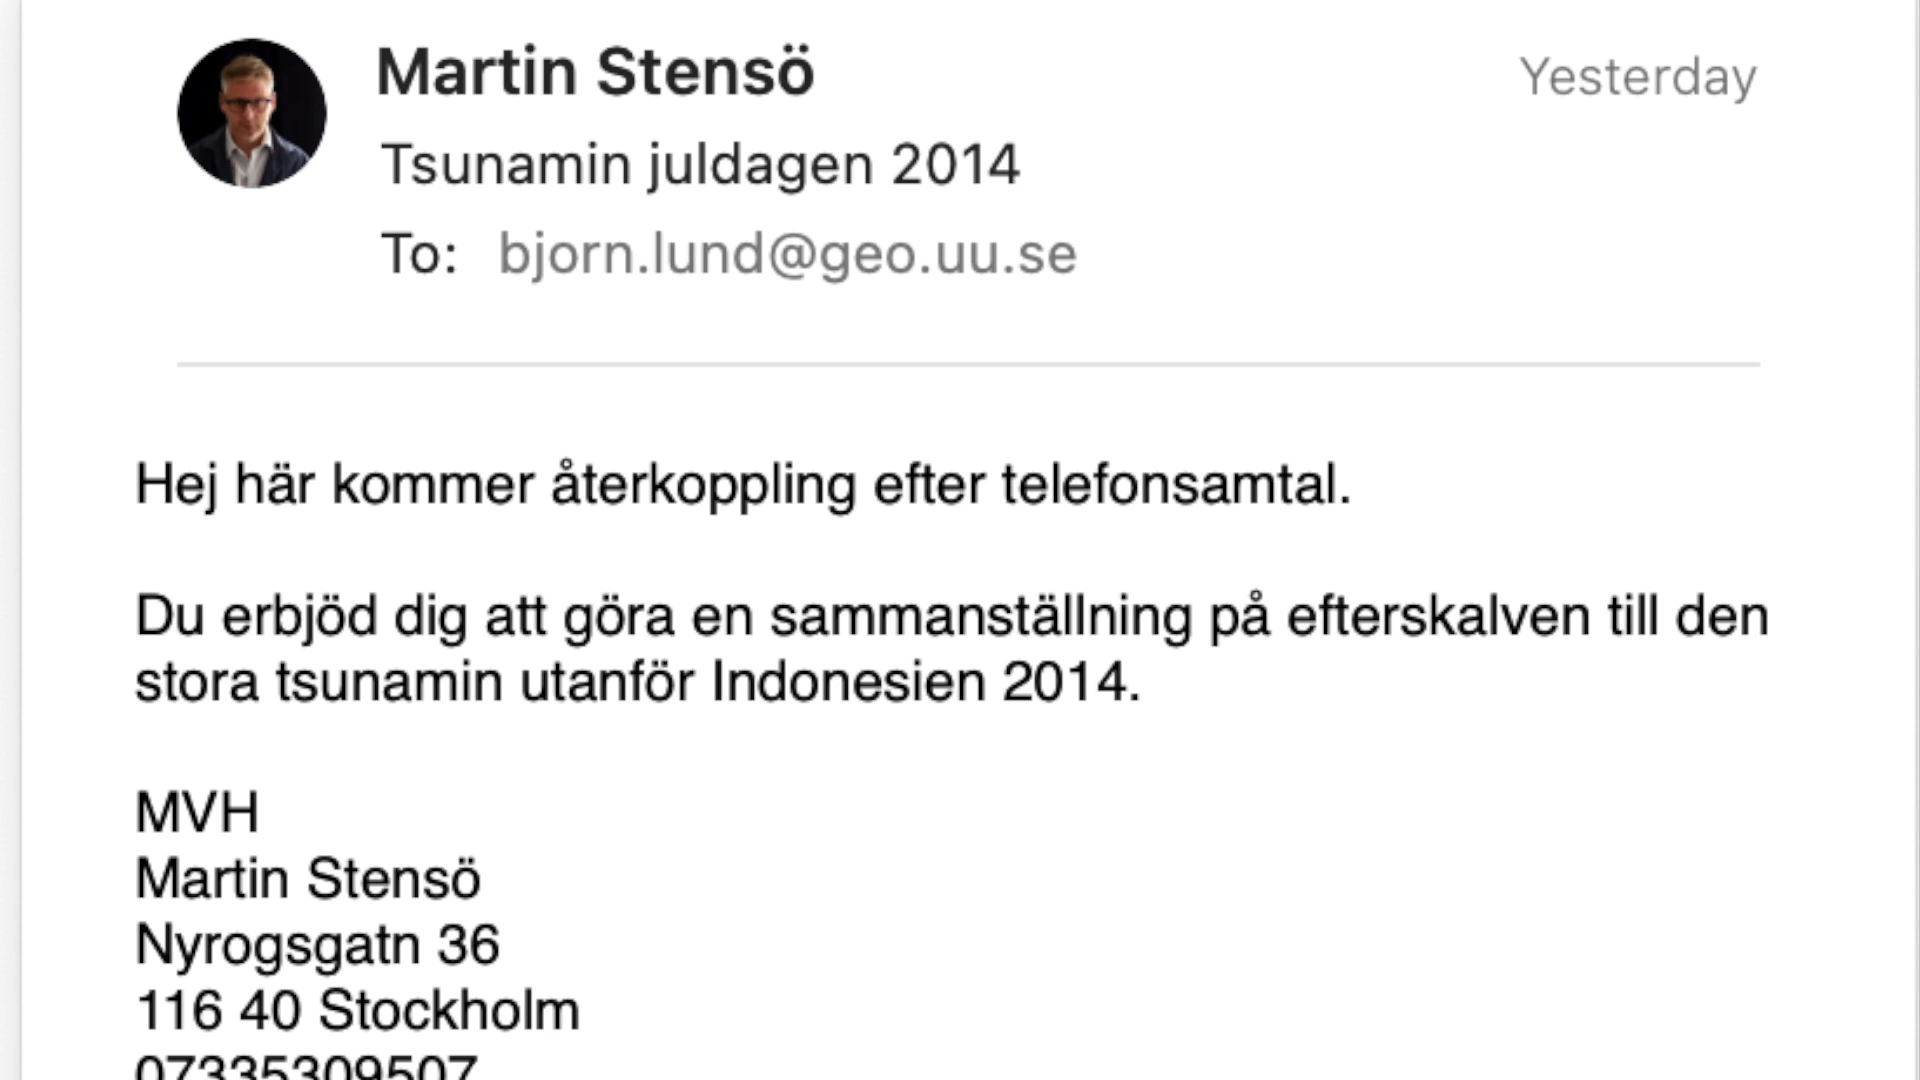 Martin Stensö
Yesterday
Tsunamin juldagen 2014
To: bjorn.lund@geo.uu.se
Hej här kommer återkoppling efter telefonsamtal.
Du erbjöd dig att göra en sammanställning på efterskalven till den
stora tsunamin utanför Indonesien 2014.
MVH
Martin Stensö
Nyrogsgatn 36
116 40 Stockholm
07335309507